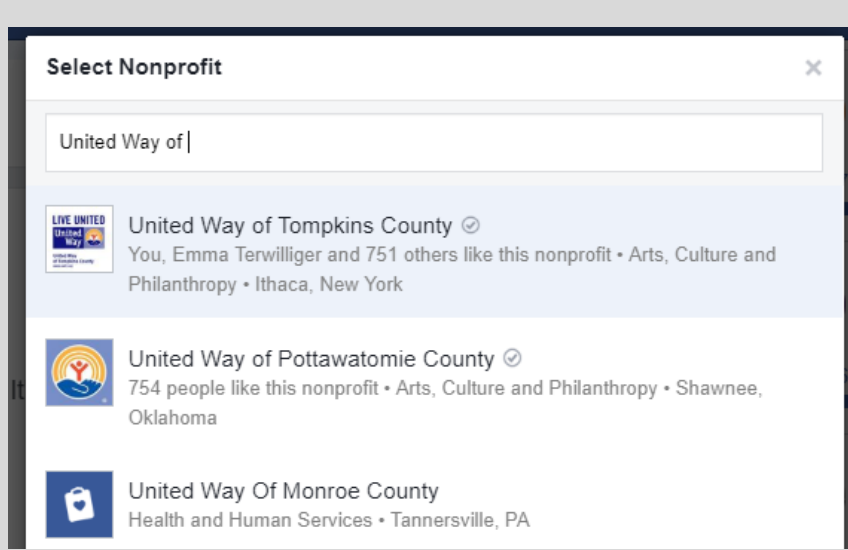 Select Nonprofit
United Way of
LIVE UNITED
United
Way
United Way of Tompkins County
You, Emma Terwilliger and 751 others like this nonprofit • Arts, Culture and
Philanthropy • Ithaca, New York
United Way of Pottawatomie County
754 people like this nonprofit • Arts, Culture and Philanthropy • Shawnee,
Oklahoma
It
United Way Of Monroe County
Health and Human Services • Tannersville, PA